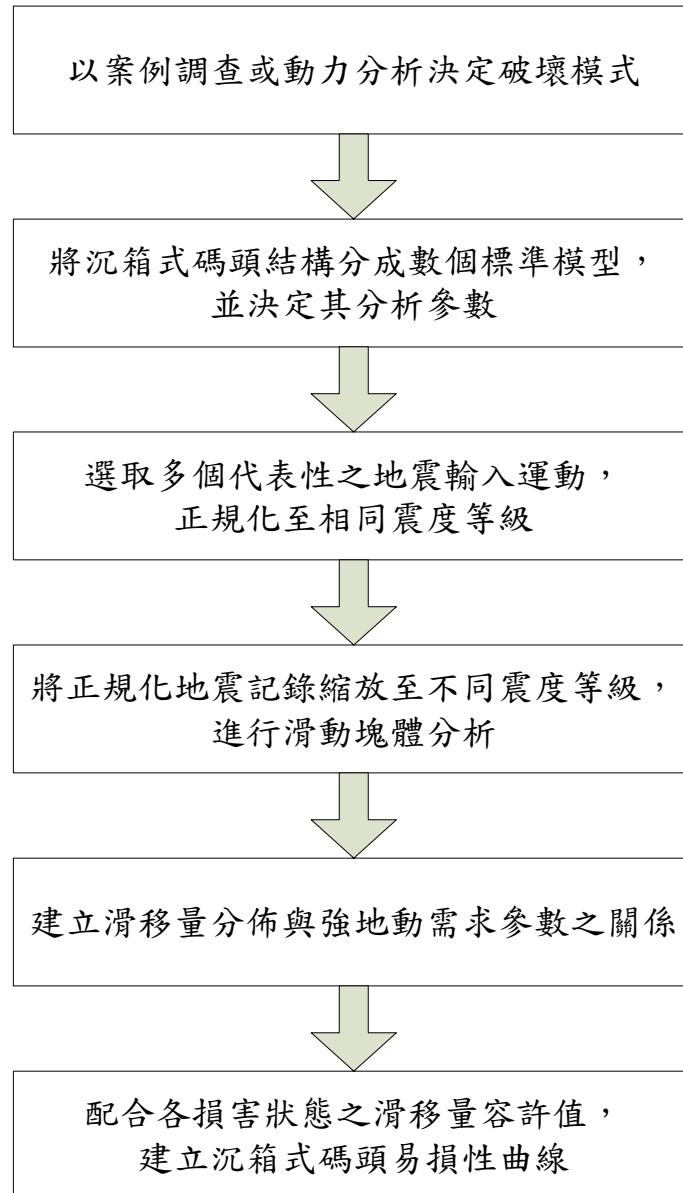 以案例調查或動力分析決定破壞模式
將沉箱式碼頭結構分成數個標準模型，
並決定其分析參數
選取多個代表性之地震輸入運動，
正規化至相同震度等級
將正規化地震記錄縮放至不同震度等級，
進行滑動塊體分析
建立滑移量分佈與強地動需求參數之關係
配合各損害狀態之滑移量容許值，
建立沉箱式碼頭易損性曲線